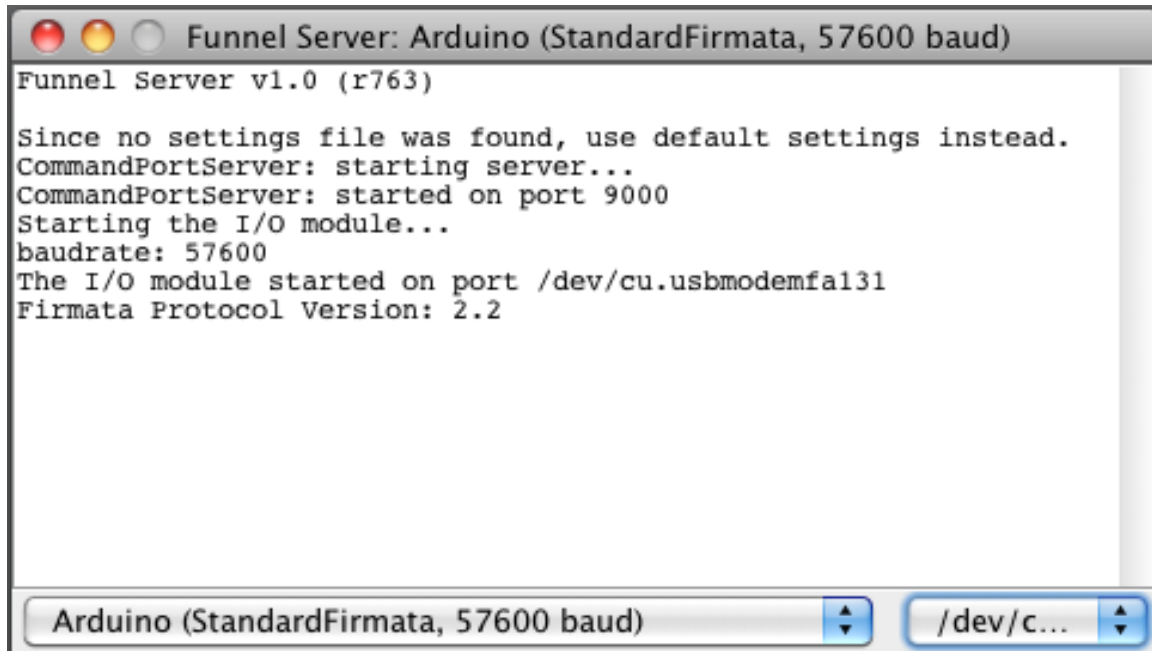 Funnel Server: Arduino (StandardFirmata, 57600 baud)
Funnel Server v1.0 (r763)
Since no settings file was found, use default settings instead.
CommandPortServer: starting server...
CommandPortServer: started on port 9000
Starting the I/O module...
baudrate: 57600
The I/O module started on port /dev/cu.usbmodemfa131
Firmata Protocol Version: 2.2
Arduino (StandardFirmata, 57600 baud)
/dev/c...